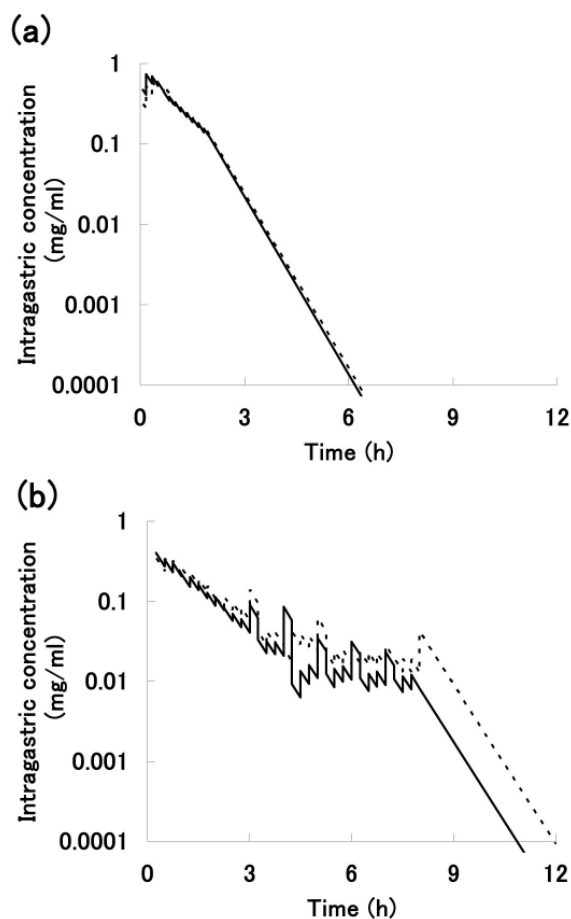 (a)
Intragastric concentration
(mg/ml)
1
0.1
0.01
0.001
0.0001
0
3
6
9
12
Time (h)
(b)
Intragastric concentration
(mg/ml)
1
0.1
0.01
0.001
0.0001
0
3
6
9
12
Time (h)